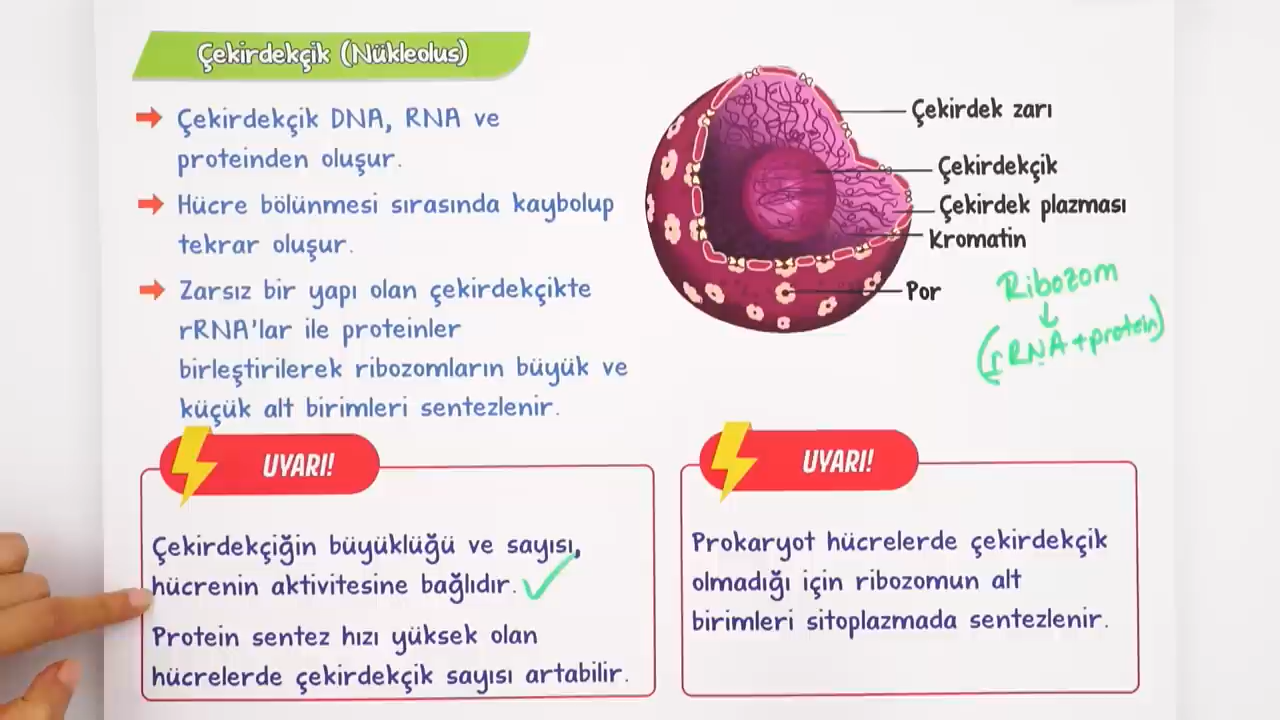 Çekirdekçik (Nükleolus)
Çekirdekçik DNA, RNA ve
proteinden oluşur.
Hücre bölünmesi sırasında kaybolup
tekrar oluşur.
Zarsız bir yapı olan çekirdekçikte
rRNA'lar ile proteinler
birleştirilerek ribozomların büyük ve
küçük alt birimleri sentezlenir.
Çekirdek zarı
Çekirdekçik
Çekirdek plazması
Kromatin
Por
Ribozom
↓
(rRNA+protein)
UYARI!
Çekirdekçiğin büyüklüğü ve sayısı,
hücrenin aktivitesine bağlıdır.
Protein sentez hızı yüksek olan
hücrelerde çekirdekçik sayısı artabilir.
UYARI!
Prokaryot hücrelerde çekirdekçik
olmadığı için ribozomun alt
birimleri sitoplazmada sentezlenir.